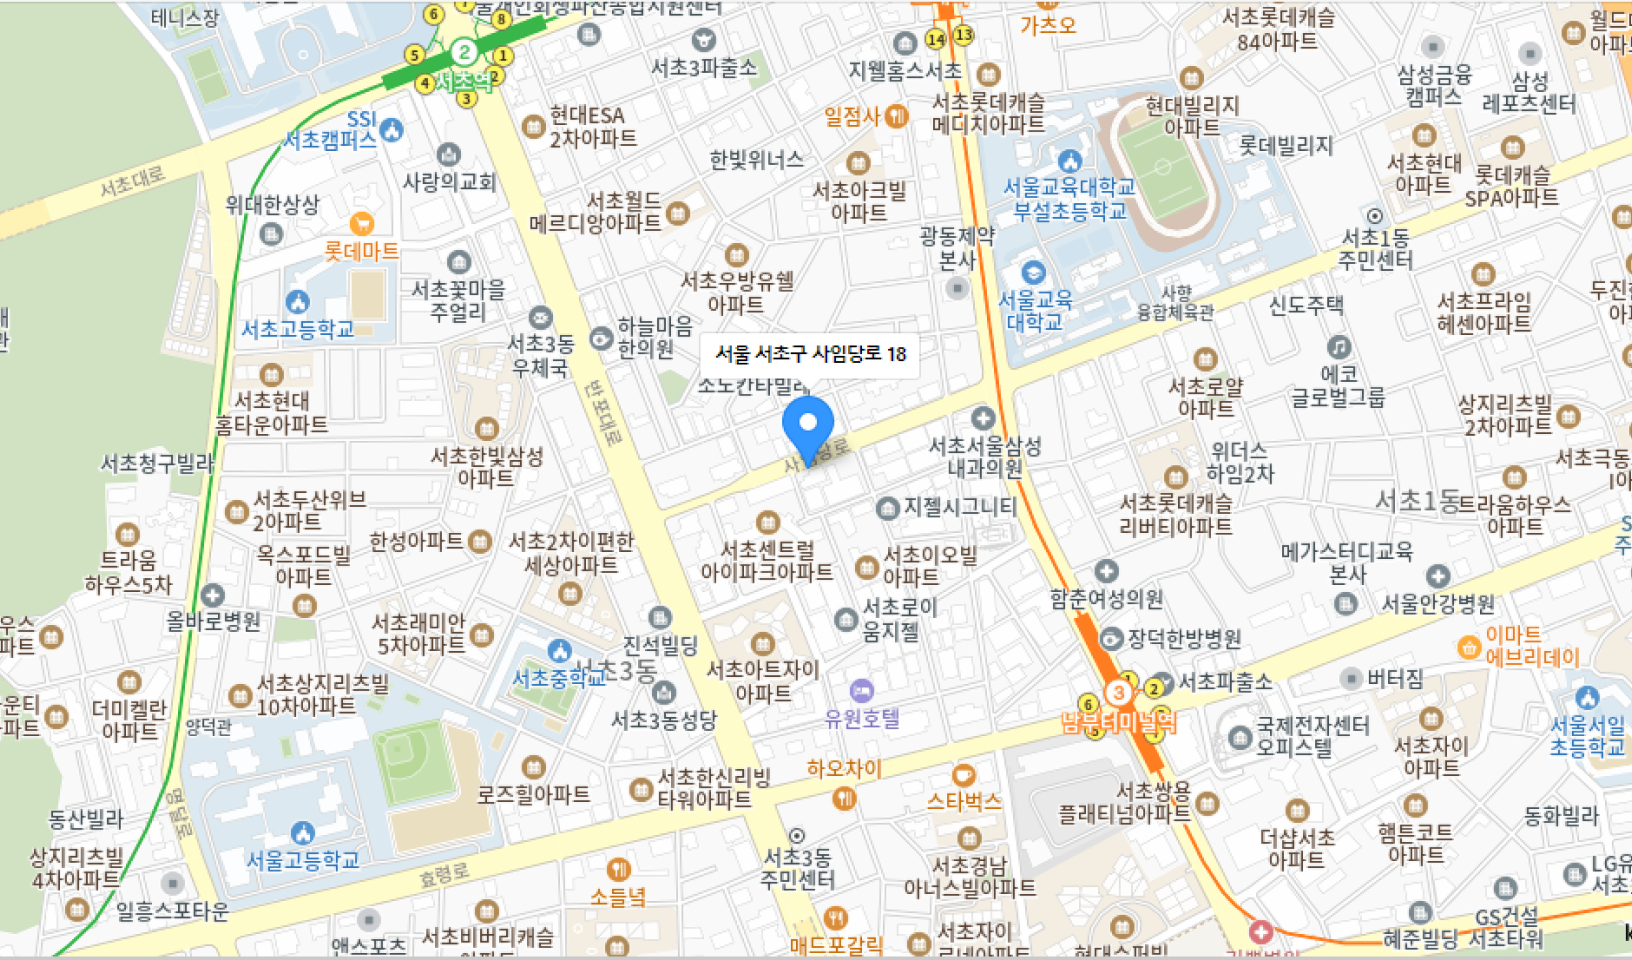 테니스장
서초3파출소
지웰홈스서초
가츠오
서초롯데캐슬
84아파트
삼성금융
캠퍼스
삼성
레포츠센터
6
8
5
2
1
4
2
3
서초역
14
13
SSI
서초캠퍼스
현대ESA
2차아파트
일점사
서초롯데캐슬
메디치아파트
현대빌리지
아파트
롯데빌리지
서초현대
아파트
롯데캐슬
SPA아파트
서초대로
사랑의교회
한빛위너스
서초아크빌
아파트
서울교육대학교
부설초등학교
위대한상상
롯데마트
서초월드
메르디앙아파트
광동제약
본사
서초1동
주민센터
서초꽃마을
주얼리
서초우방유쉘
아파트
서울교육
대학교
사향
융합체육관
신도주택
서초프라임
헤센아파트
서초고등학교
서초3동
우체국
하늘마음
한의원
서울 서초구 사임당로 18
에코
글로벌그룹
서초현대
홈타운아파트
반포대로
서초로얄
아파트
상지리츠빌
2차아파트
서초청구빌라
서초한빛삼성
아파트
서초서울삼성
내과의원
위더스
하임2차
서초두산위브
2아파트
지젤시그니티
서초롯데캐슬
리버티아파트
서초1동
트라움하우스
아파트
트라움
하우스5차
옥스포드빌
아파트
한성아파트
서초2차이편한
세상아파트
서초센트럴
아이파크아파트
서초이오빌
아파트
메가스터디교육
본사
올바로병원
서초래미안
5차아파트
진석빌딩
서초로이
움지젤
함춘여성의원
장덕한방병원
서울안강병원
이마트
에브리데이
더미켈란
아파트
서초상지리츠빌
10차아파트
서초중학교
서초3동
서초3동성당
서초아트자이
아파트
유원호텔
3
1
2
6
5
남부터미널역
서초파출소
버터짐
양덕관
국제전자센터
오피스텔
서초자이
아파트
서울서일
초등학교
로즈힐아파트
서초한신리빙
타워아파트
하오차이
스타벅스
서초쌍용
플래티넘아파트
동산빌라
명달로
서울고등학교
효령로
더샵서초
아파트
햄튼코트
아파트
동화빌라
상지리츠빌
4차아파트
소들녘
서초3동
주민센터
서초경남
아너스빌아파트
일흥스포타운
앤스포츠
서초비버리캐슬
매드포갈릭
서초자이
혜준빌딩
GS건설
서초타워